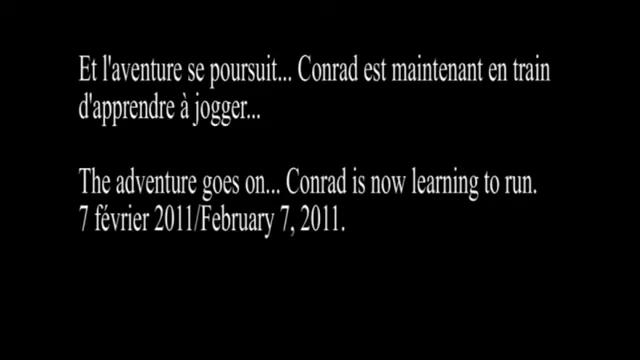 Et l'aventure se poursuit... Conrad est maintenant en train
d'apprendre à jogger...
The adventure goes on... Conrad is now learning to run.
7 février 2011/February 7, 2011.